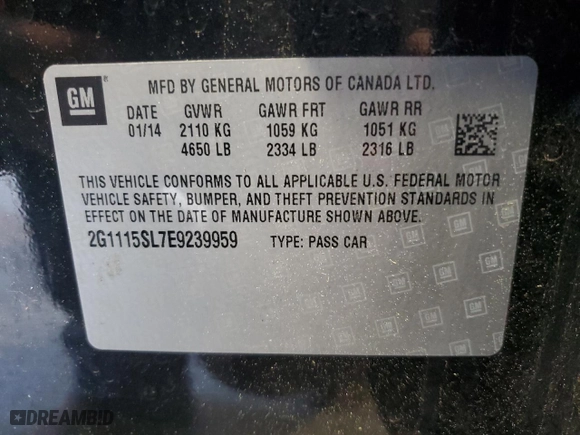 GM
MFD BY GENERAL MOTORS OF CANADA LTD.
DATE GVWR GAWR FRT GAWR RR
01/14 2110 KG 1059 KG 1051 KG
4650 LB 2334 LB 2316 LB
THIS VEHICLE CONFORMS TO ALL APPLICABLE U.S. FEDERAL MOTOR
VEHICLE SAFETY, BUMPER, AND THEFT PREVENTION STANDARDS IN
EFFECT ON THE DATE OF MANUFACTURE SHOWN ABOVE.
2G1115SL7E9239959 TYPE: PASS CAR
DREAMBID